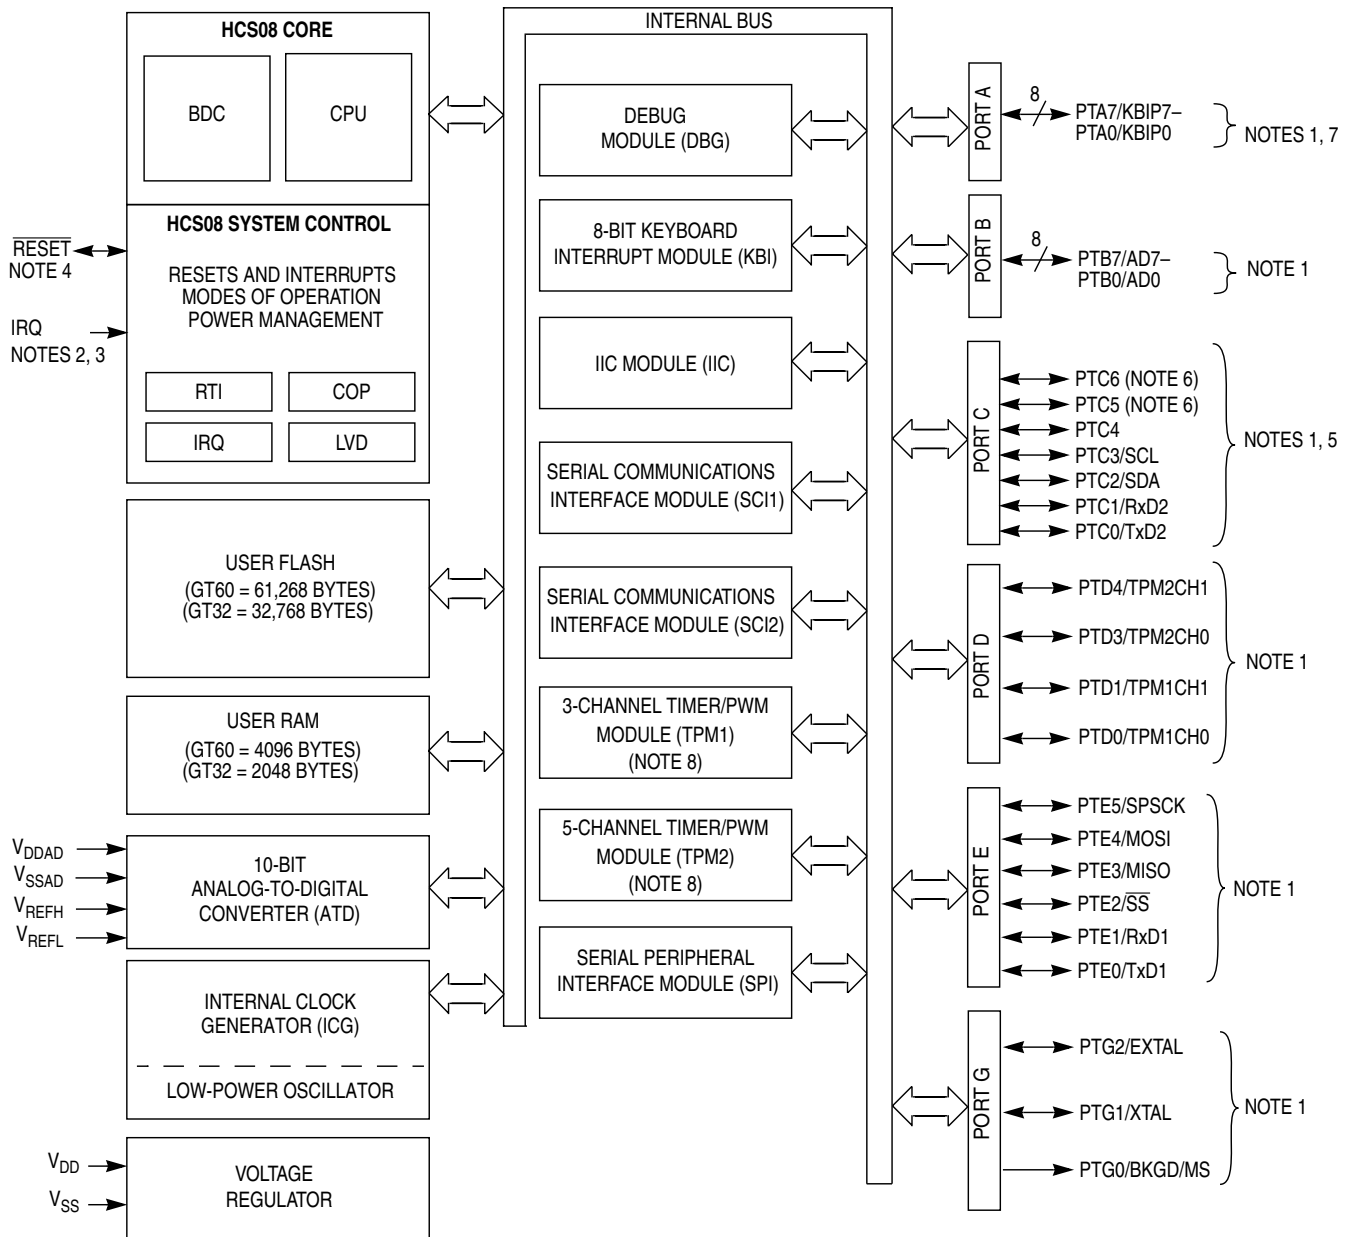 HCS08 CORE
BDC
CPU
HCS08 SYSTEM CONTROL
RESETS AND INTERRUPTS
MODES OF OPERATION
POWER MANAGEMENT
RTI
COP
IRQ
LVD
RESET
NOTE 4
IRQ
NOTES 2, 3
USER FLASH
(GT60 = 61,268 BYTES)
(GT32 = 32,768 BYTES)
USER RAM
(GT60 = 4096 BYTES)
(GT32 = 2048 BYTES)
VDDAD
VSSAD
VREFH
VREFL
10-BIT
ANALOG-TO-DIGITAL
CONVERTER (ATD)
INTERNAL CLOCK
GENERATOR (ICG)
LOW-POWER OSCILLATOR
VDD
VSS
VOLTAGE
REGULATOR
INTERNAL BUS
DEBUG
MODULE (DBG)
8-BIT KEYBOARD
INTERRUPT MODULE (KBI)
IIC MODULE (IIC)
SERIAL COMMUNICATIONS
INTERFACE MODULE (SCI1)
SERIAL COMMUNICATIONS
INTERFACE MODULE (SCI2)
3-CHANNEL TIMER/PWM
MODULE (TPM1)
(NOTE 8)
5-CHANNEL TIMER/PWM
MODULE (TPM2)
(NOTE 8)
SERIAL PERIPHERAL
INTERFACE MODULE (SPI)
PORT A
8
PTA7/KBIP7–
PTA0/KBIP0
NOTES 1, 7
PORT B
8
PTB7/AD7–
PTB0/AD0
NOTE 1
PORT C
PTC6 (NOTE 6)
PTC5 (NOTE 6)
PTC4
PTC3/SCL
PTC2/SDA
PTC1/RxD2
PTC0/TxD2
NOTES 1, 5
PORT D
PTD4/TPM2CH1
PTD3/TPM2CH0
PTD1/TPM1CH1
PTD0/TPM1CH0
NOTE 1
PORT E
PTE5/SPSCK
PTE4/MOSI
PTE3/MISO
PTE2/SS
PTE1/RxD1
PTE0/TxD1
NOTE 1
PORT G
PTG2/EXTAL
PTG1/XTAL
PTG0/BKGD/MS
NOTE 1